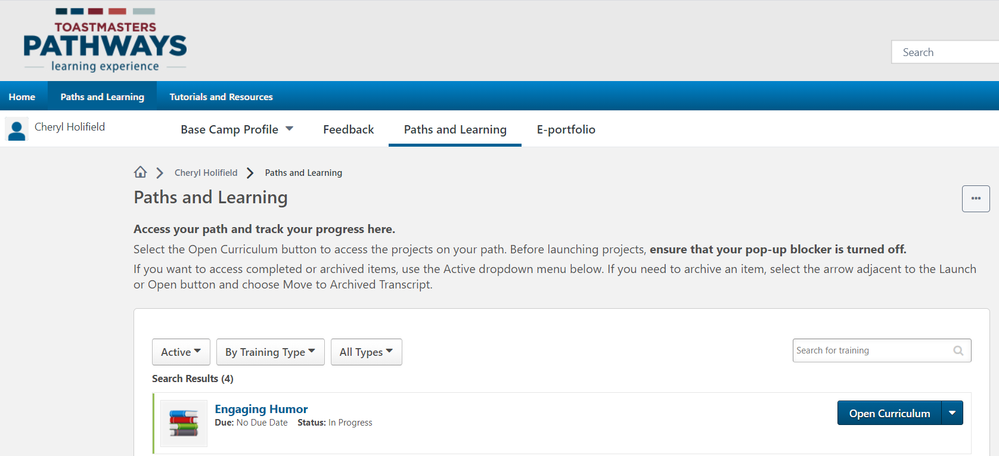 TOASTMASTERS
PATHWAYS
learning experience
Search
Home
Paths and Learning
Tutorials and Resources
Cheryl Holifield
Base Camp Profile
Feedback
Paths and Learning
E-portfolio
Cheryl Holifield
Paths and Learning
Paths and Learning
...
Access your path and track your progress here.
Select the Open Curriculum button to access the projects on your path. Before launching projects, ensure that your pop-up blocker is turned off.
If you want to access completed or archived items, use the Active dropdown menu below. If you need to archive an item, select the arrow adjacent to the Launch
or Open button and choose Move to Archived Transcript.
Active
By Training Type
All Types
Search for training
Search Results (4)
Engaging Humor
Due: No Due Date Status: In Progress
Open Curriculum